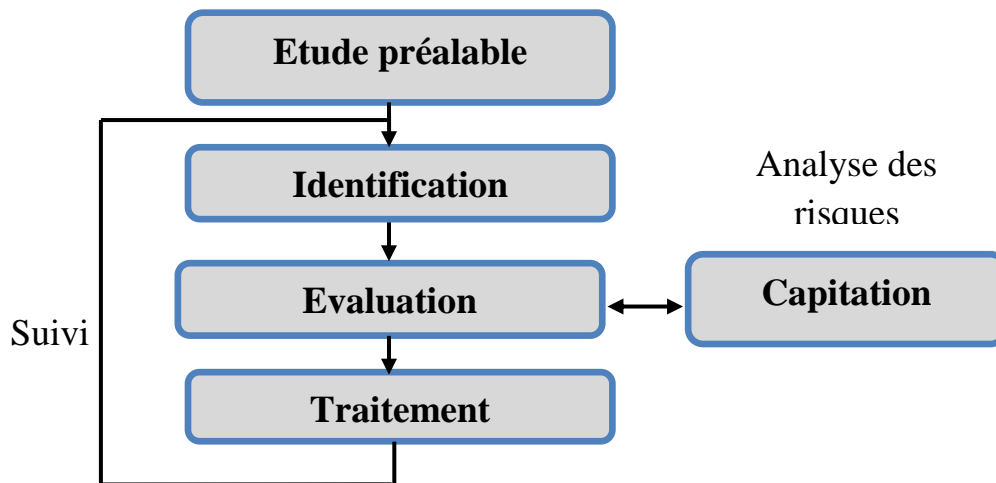 Etude préalable
Identification
Analyse des
risques
Evaluation
Capitation
Suivi
Traitement